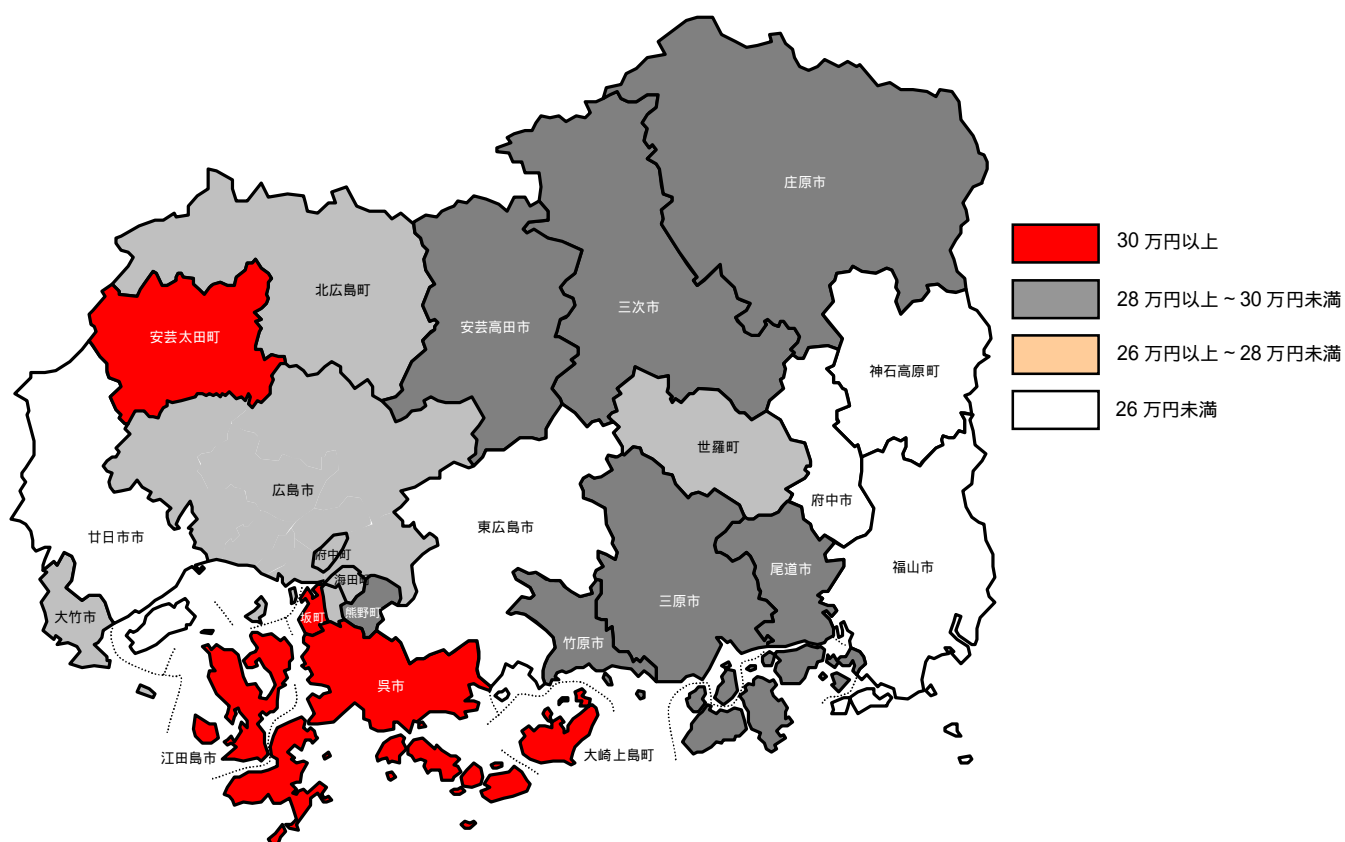 庄原市
30 万円以上
北広島町
28 万円以上 ~ 30 万円未満
三次市
安芸高田市
安芸太田町
26 万円以上 ~ 28 万円未満
神石高原町
26 万円未満
世羅町
広島市
府中市
東広島市
廿日市市
府中町
福山市
尾道市
海田町
三原市
熊野町
坂町
大竹市
竹原市
呉市
江田島市
大崎上島町